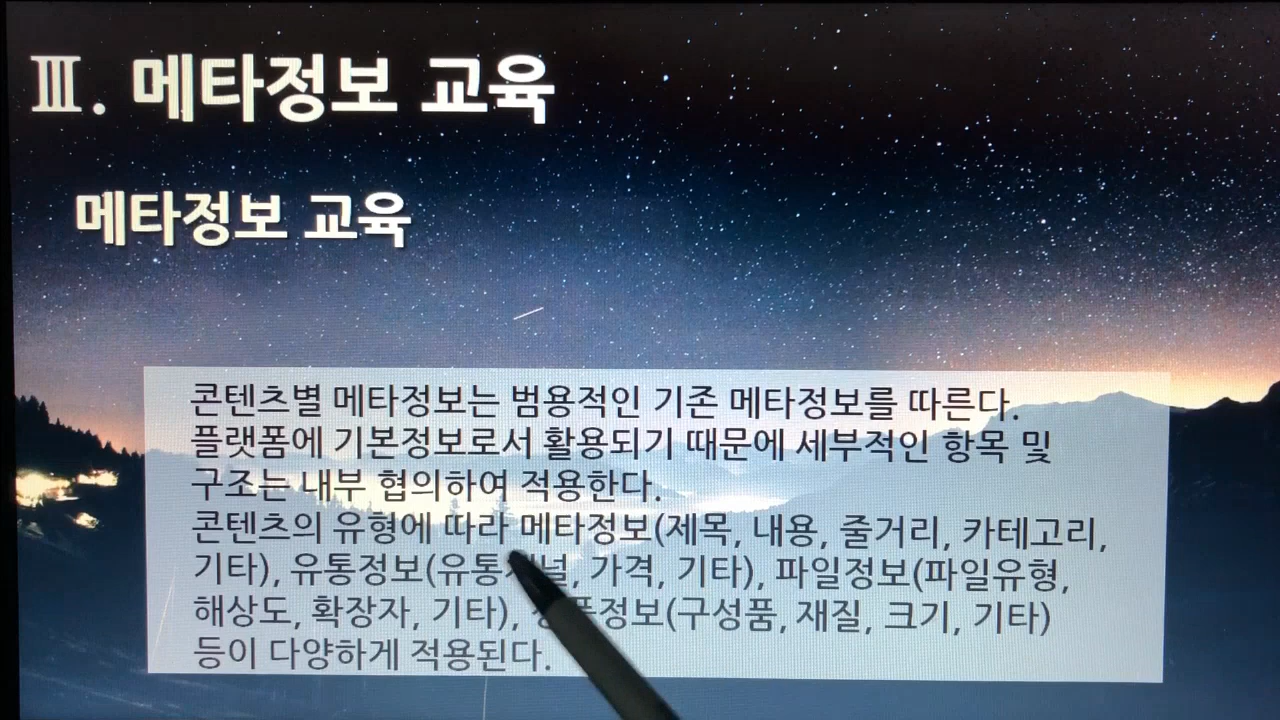 Ⅲ. 메타정보 교육
메타정보 교육
콘텐츠별 메타정보는 범용적인 기존 메타정보를 따른다.
플랫폼에 기본정보로서 활용되기 때문에 세부적인 항목 및
구조는 내부 협의하여 적용한다.
콘텐츠의 유형에 따라 메타정보(제목, 내용, 줄거리, 카테고리,
기타), 유통정보(유통채널, 가격, 기타), 파일정보(파일유형,
해상도, 확장자, 기타), (구성품, 재질, 크기, 기타)
등이 다양하게 적용된다.